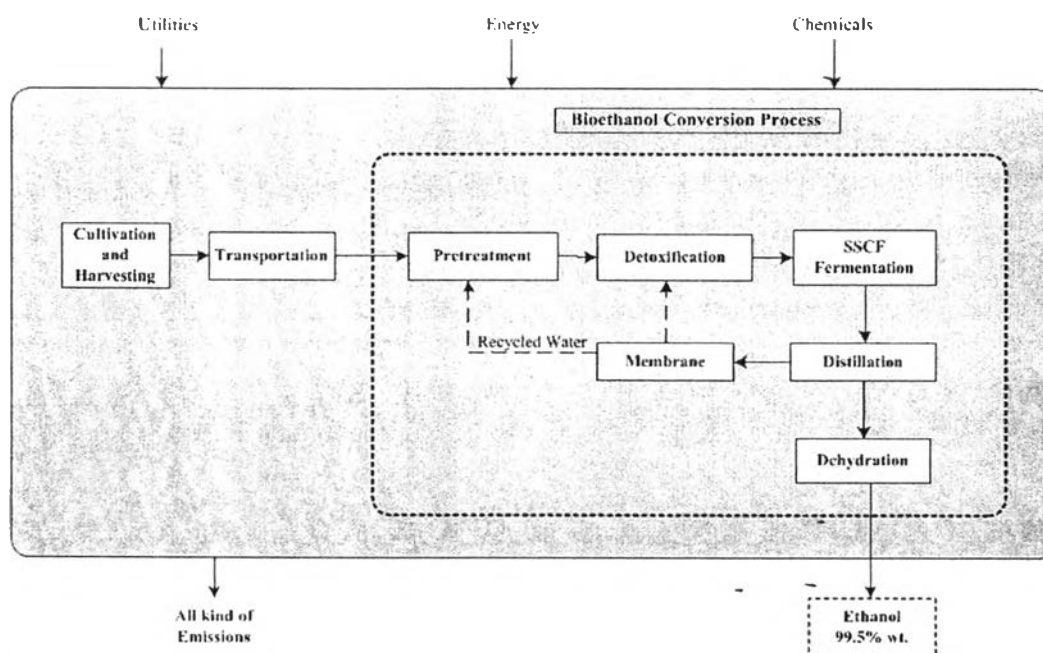 Utilities
Energy
Chemicals
Bioethanol Conversion Process
Cultivation
and
Harvesting
Transportation
Pretreatment
Detoxification
SSCF
Fermentation
Recycled Water
Membrane
Distillation
Dehydration
All kind of
Emissions
Ethanol
99.5% wt.